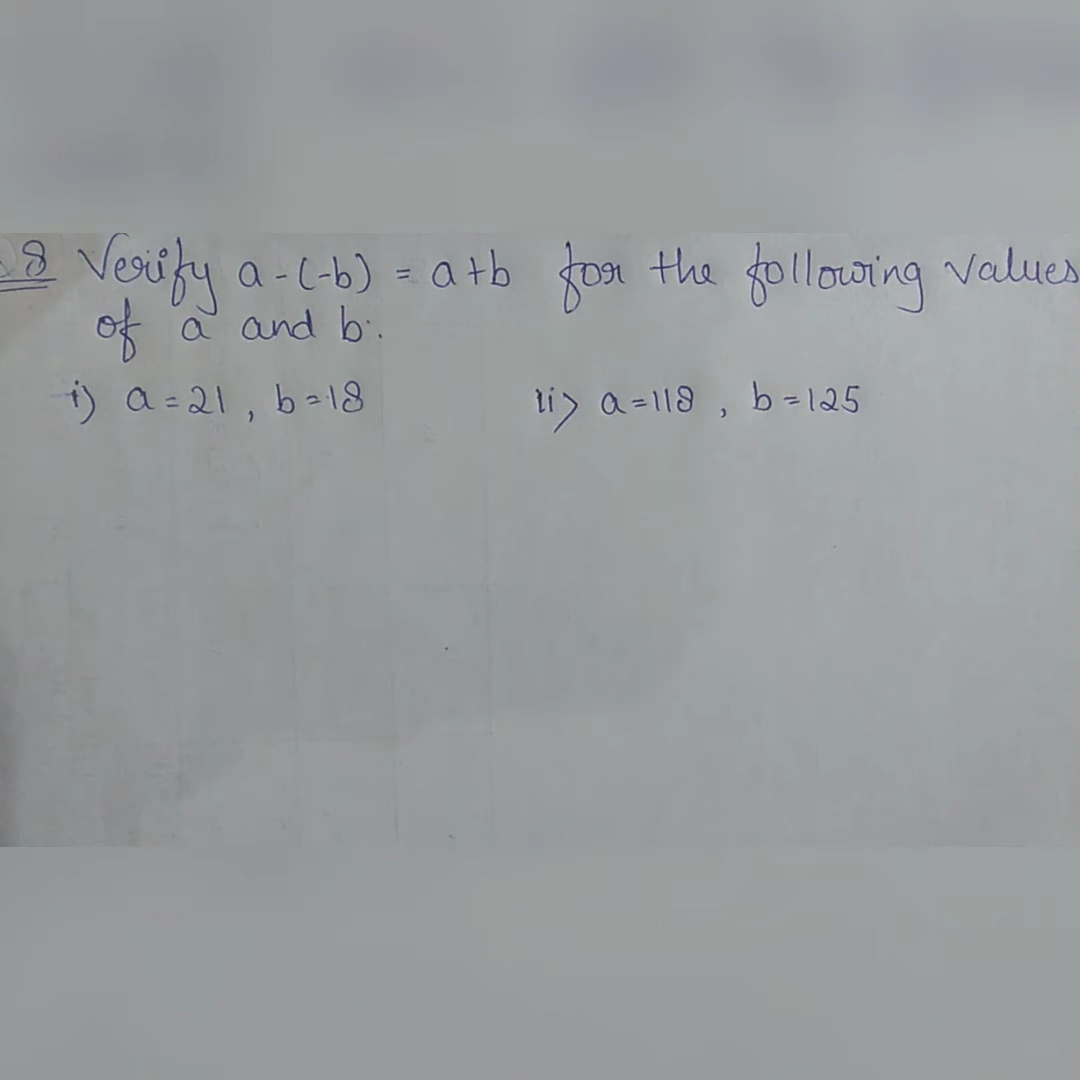 8 Verify a-(-b) = a+b for the following values
of a and b:.
i) a=21, b=18
ii> a=118, b=125